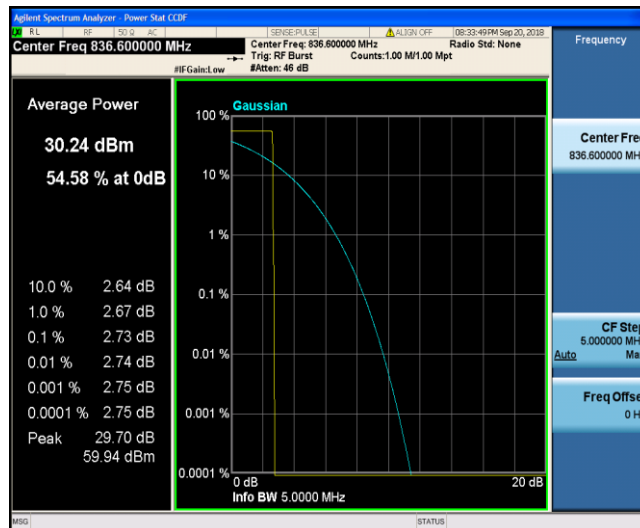 Agilent Spectrum Analyzer - Power Stat CCDF
RL RF 50 Ω AC SENSE:PULSE ALIGN OFF 08:33:49 PM Sep 20, 2018
Center Freq 836.600000 MHz Center Freq: 836.600000 MHz Radio Std: None
Trig: RF Burst Counts:1.00 M/1.00 Mpt
#IFGain:Low #Atten: 46 dB
Frequency
Average Power
30.24 dBm
54.58 % at 0dB
10.0 % 2.64 dB
1.0 % 2.67 dB
0.1 % 2.73 dB
0.01 % 2.74 dB
0.001 % 2.75 dB
0.0001 % 2.75 dB
Peak 29.70 dB
59.94 dBm
Gaussian
100 %
10 %
1 %
0.1 %
0.01 %
0.001 %
0.0001 %
0 dB 20 dB
Info BW 5.0000 MHz
Center Fre
836.600000 MH
CF Step
5.000000 MH
Auto Ma
Freq Offse
0 H
MSG STATUS